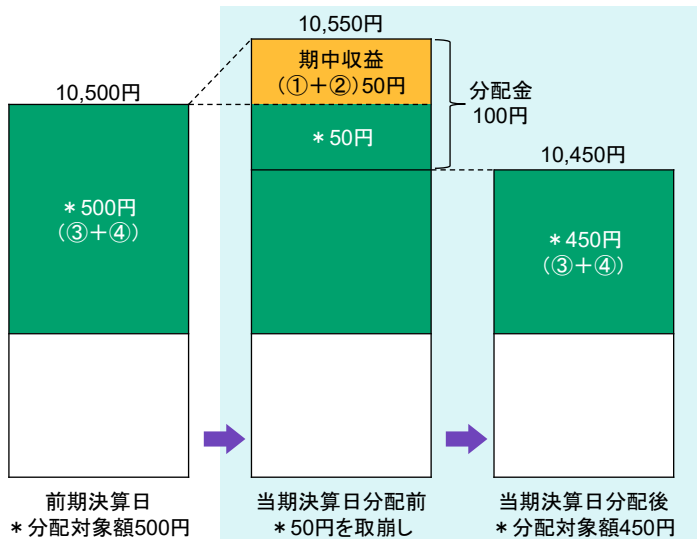 10,500円
＊500円
(③＋④)
前期決算日
＊分配対象額500円
10,550円
期中収益
(①＋②)50円
＊50円
分配金
100円
当期決算日分配前
＊50円を取崩し
10,450円
＊450円
(③＋④)
当期決算日分配後
＊分配対象額450円